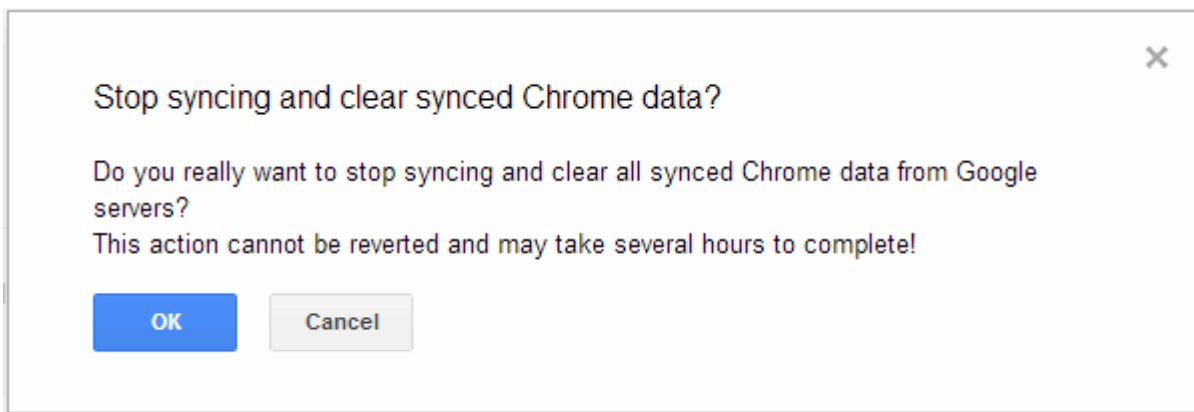 Stop syncing and clear synced Chrome data?
Do you really want to stop syncing and clear all synced Chrome data from Google
servers?
This action cannot be reverted and may take several hours to complete!
OK
Cancel